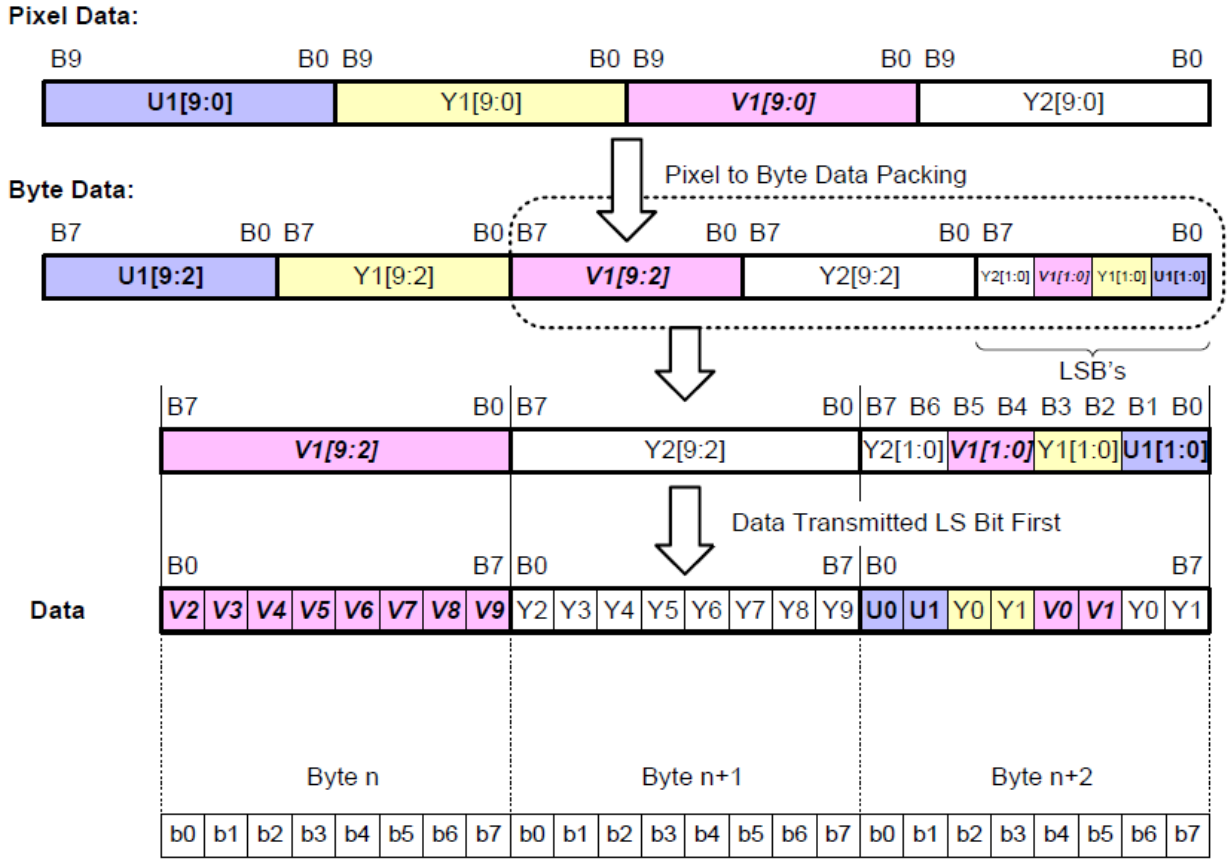 Pixel Data:
B9 B0 B9 B0 B9 B0 B9 B0
U1[9:0] Y1[9:0] V1[9:0] Y2[9:0]
Pixel to Byte Data Packing
Byte Data:
B7 B0 B7 B0 B7 B0 B7 B0 B7 B0
U1[9:2] Y1[9:2] V1[9:2] Y2[9:2] Y2[1:0] V1[1:0] Y1[1:0] U1[1:0]
LSB's
B7 B0 B7 B0 B7 B6 B5 B4 B3 B2 B1 B0
V1[9:2] Y2[9:2] Y2[1:0] V1[1:0] Y1[1:0] U1[1:0]
Data Transmitted LS Bit First
B0 B7 B0 B7 B0 B7
Data V2 V3 V4 V5 V6 V7 V8 V9 Y2 Y3 Y4 Y5 Y6 Y7 Y8 Y9 U0 U1 Y0 Y1 V0 V1 Y0 Y1
Byte n Byte n+1 Byte n+2
b0 b1 b2 b3 b4 b5 b6 b7 b0 b1 b2 b3 b4 b5 b6 b7 b0 b1 b2 b3 b4 b5 b6 b7